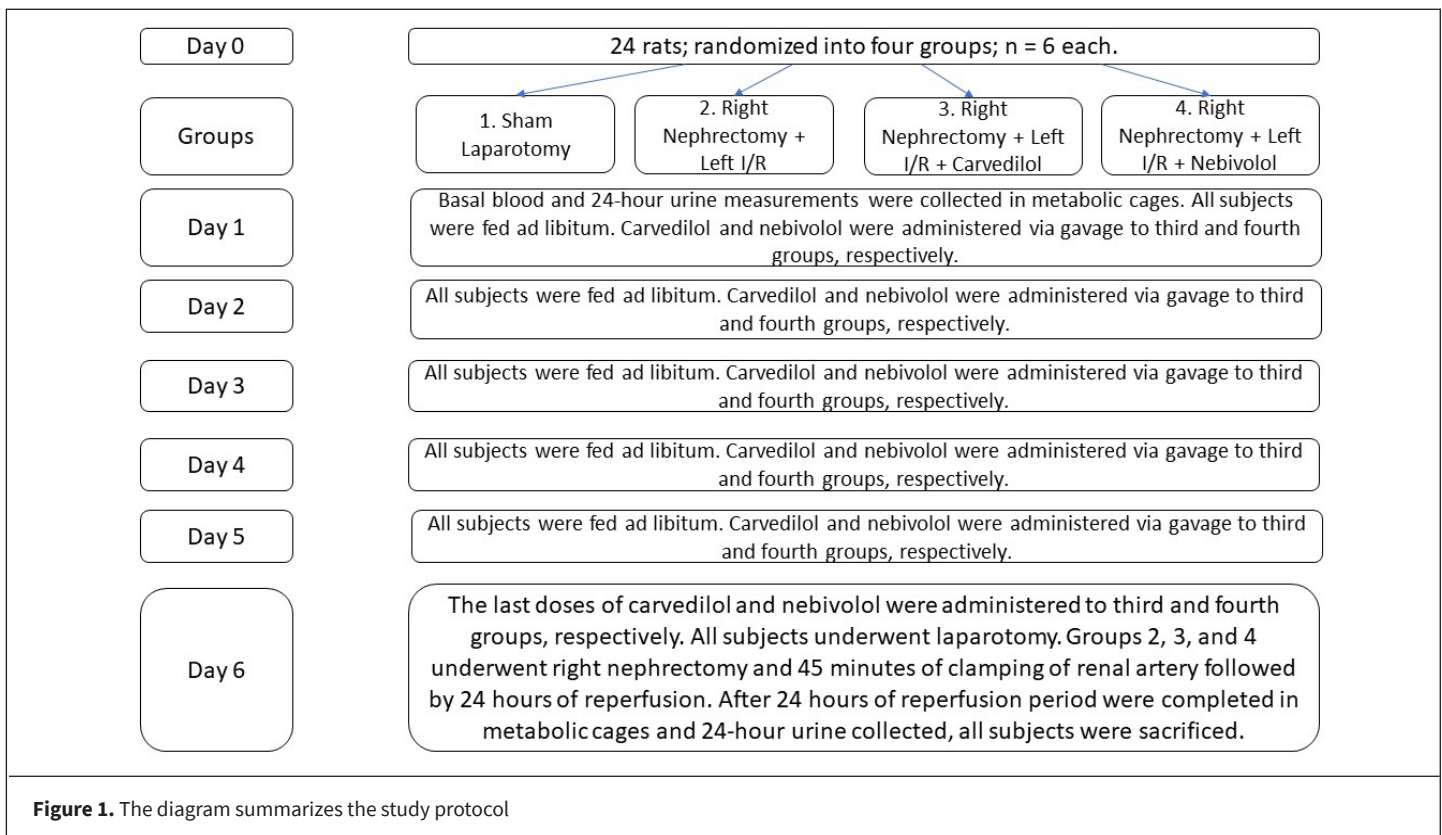 Day 0
24 rats; randomized into four groups; n = 6 each.
Groups
1. Sham
Laparotomy
2. Right
Nephrectomy +
Left I/R
3. Right
Nephrectomy + Left
I/R + Carvedilol
4. Right
Nephrectomy + Left
I/R + Nebivolol
Day 1
Basal blood and 24-hour urine measurements were collected in metabolic cages. All subjects
were fed ad libitum. Carvedilol and nebivolol were administered via gavage to third and fourth
groups, respectively.
Day 2
All subjects were fed ad libitum. Carvedilol and nebivolol were administered via gavage to third
and fourth groups, respectively.
Day 3
All subjects were fed ad libitum. Carvedilol and nebivolol were administered via gavage to third
and fourth groups, respectively.
Day 4
All subjects were fed ad libitum. Carvedilol and nebivolol were administered via gavage to third
and fourth groups, respectively.
Day 5
All subjects were fed ad libitum. Carvedilol and nebivolol were administered via gavage to third
and fourth groups, respectively.
Day 6
The last doses of carvedilol and nebivolol were administered to third and fourth
groups, respectively. All subjects underwent laparotomy. Groups 2, 3, and 4
underwent right nephrectomy and 45 minutes of clamping of renal artery followed
by 24 hours of reperfusion. After 24 hours of reperfusion period were completed in
metabolic cages and 24-hour urine collected, all subjects were sacrificed.
Figure 1. The diagram summarizes the study protocol